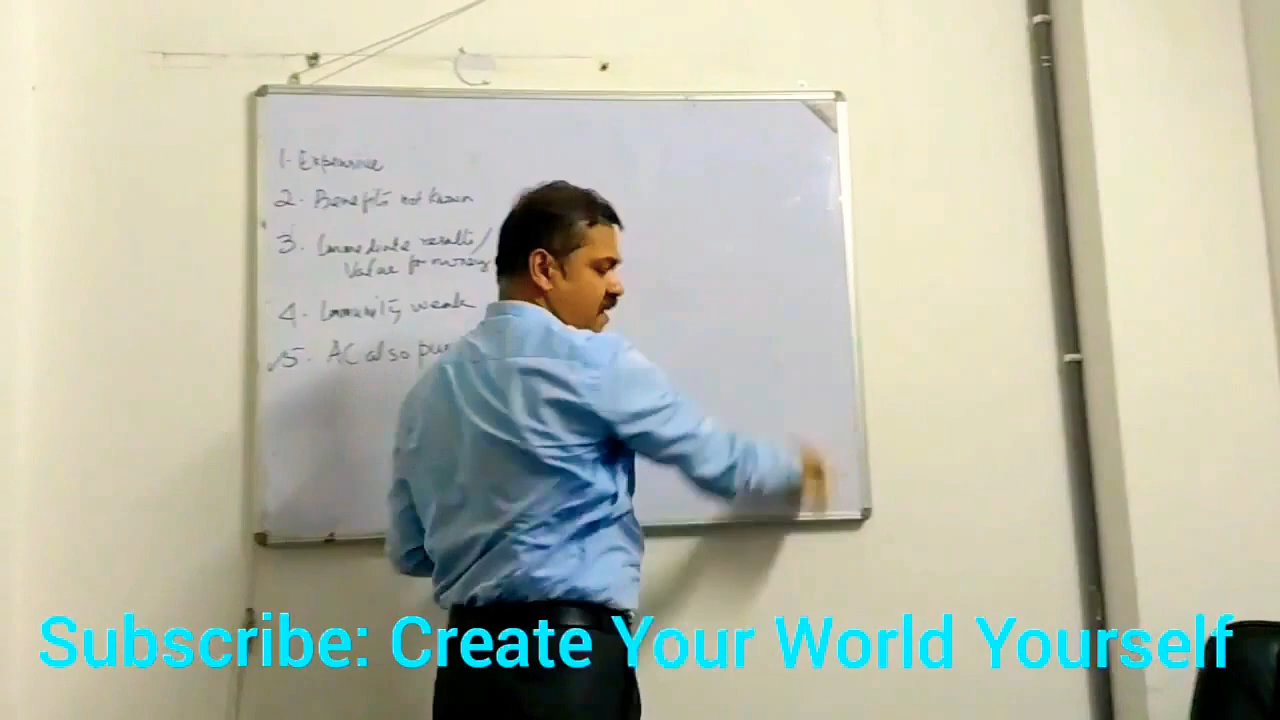 1. Expensive
2. Benefits not known
3. Immediate results/
Value for money
4. Immunity weak
5. AC also
Subscribe: Create Your World Yourself